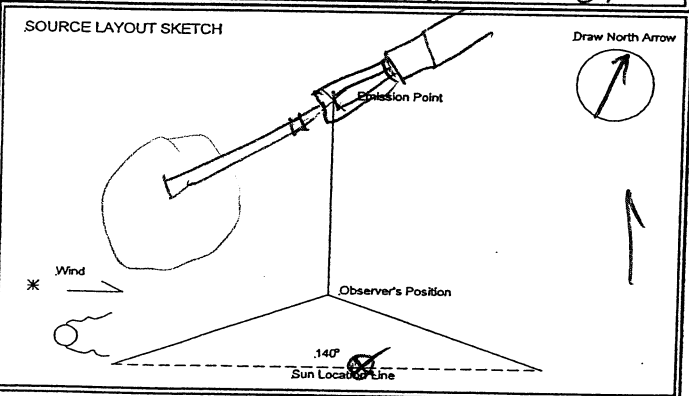 SOURCE LAYOUT SKETCH
Draw North Arrow
Emission Point
Wind
Observer's Position
140°
Sun Location Line